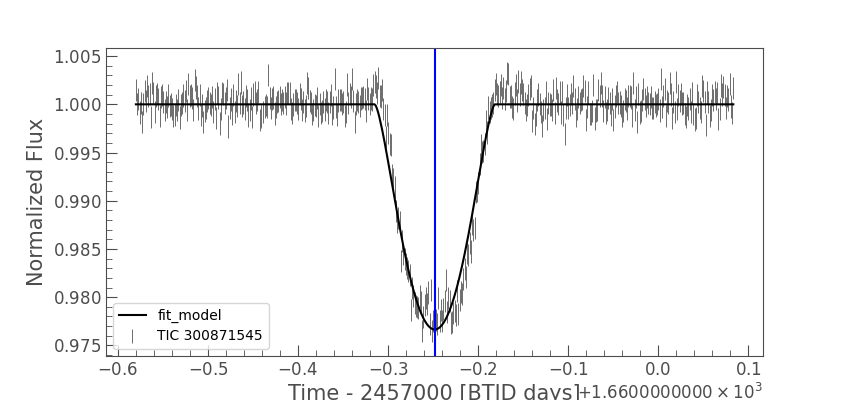 1.005
1.000
0.995
0.990
0.985
0.980
0.975
Normalized Flux
fit_model
TIC 300871545
−0.6 −0.5 −0.4 −0.3 −0.2 −0.1 0.0 0.1
Time - 2457000 [BTJD days] +1.6600000000 × 10³